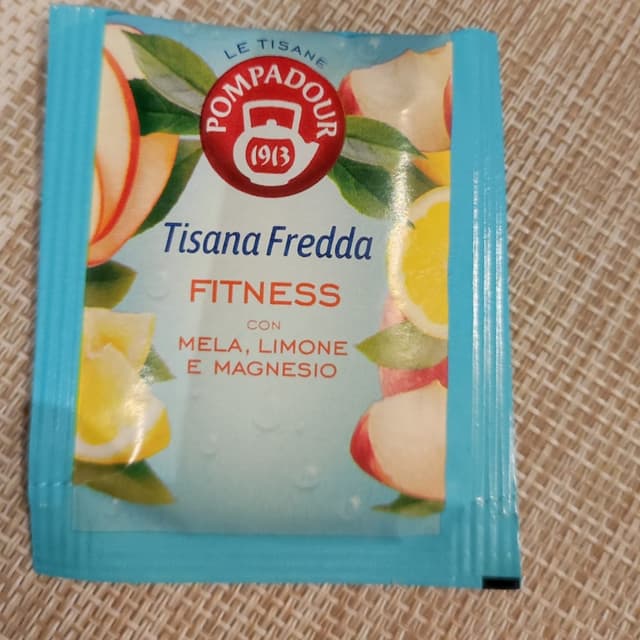 LE TISANE
POMPADOUR
1913
Tisana Fredda
FITNESS
CON
MELA, LIMONE
E MAGNESIO